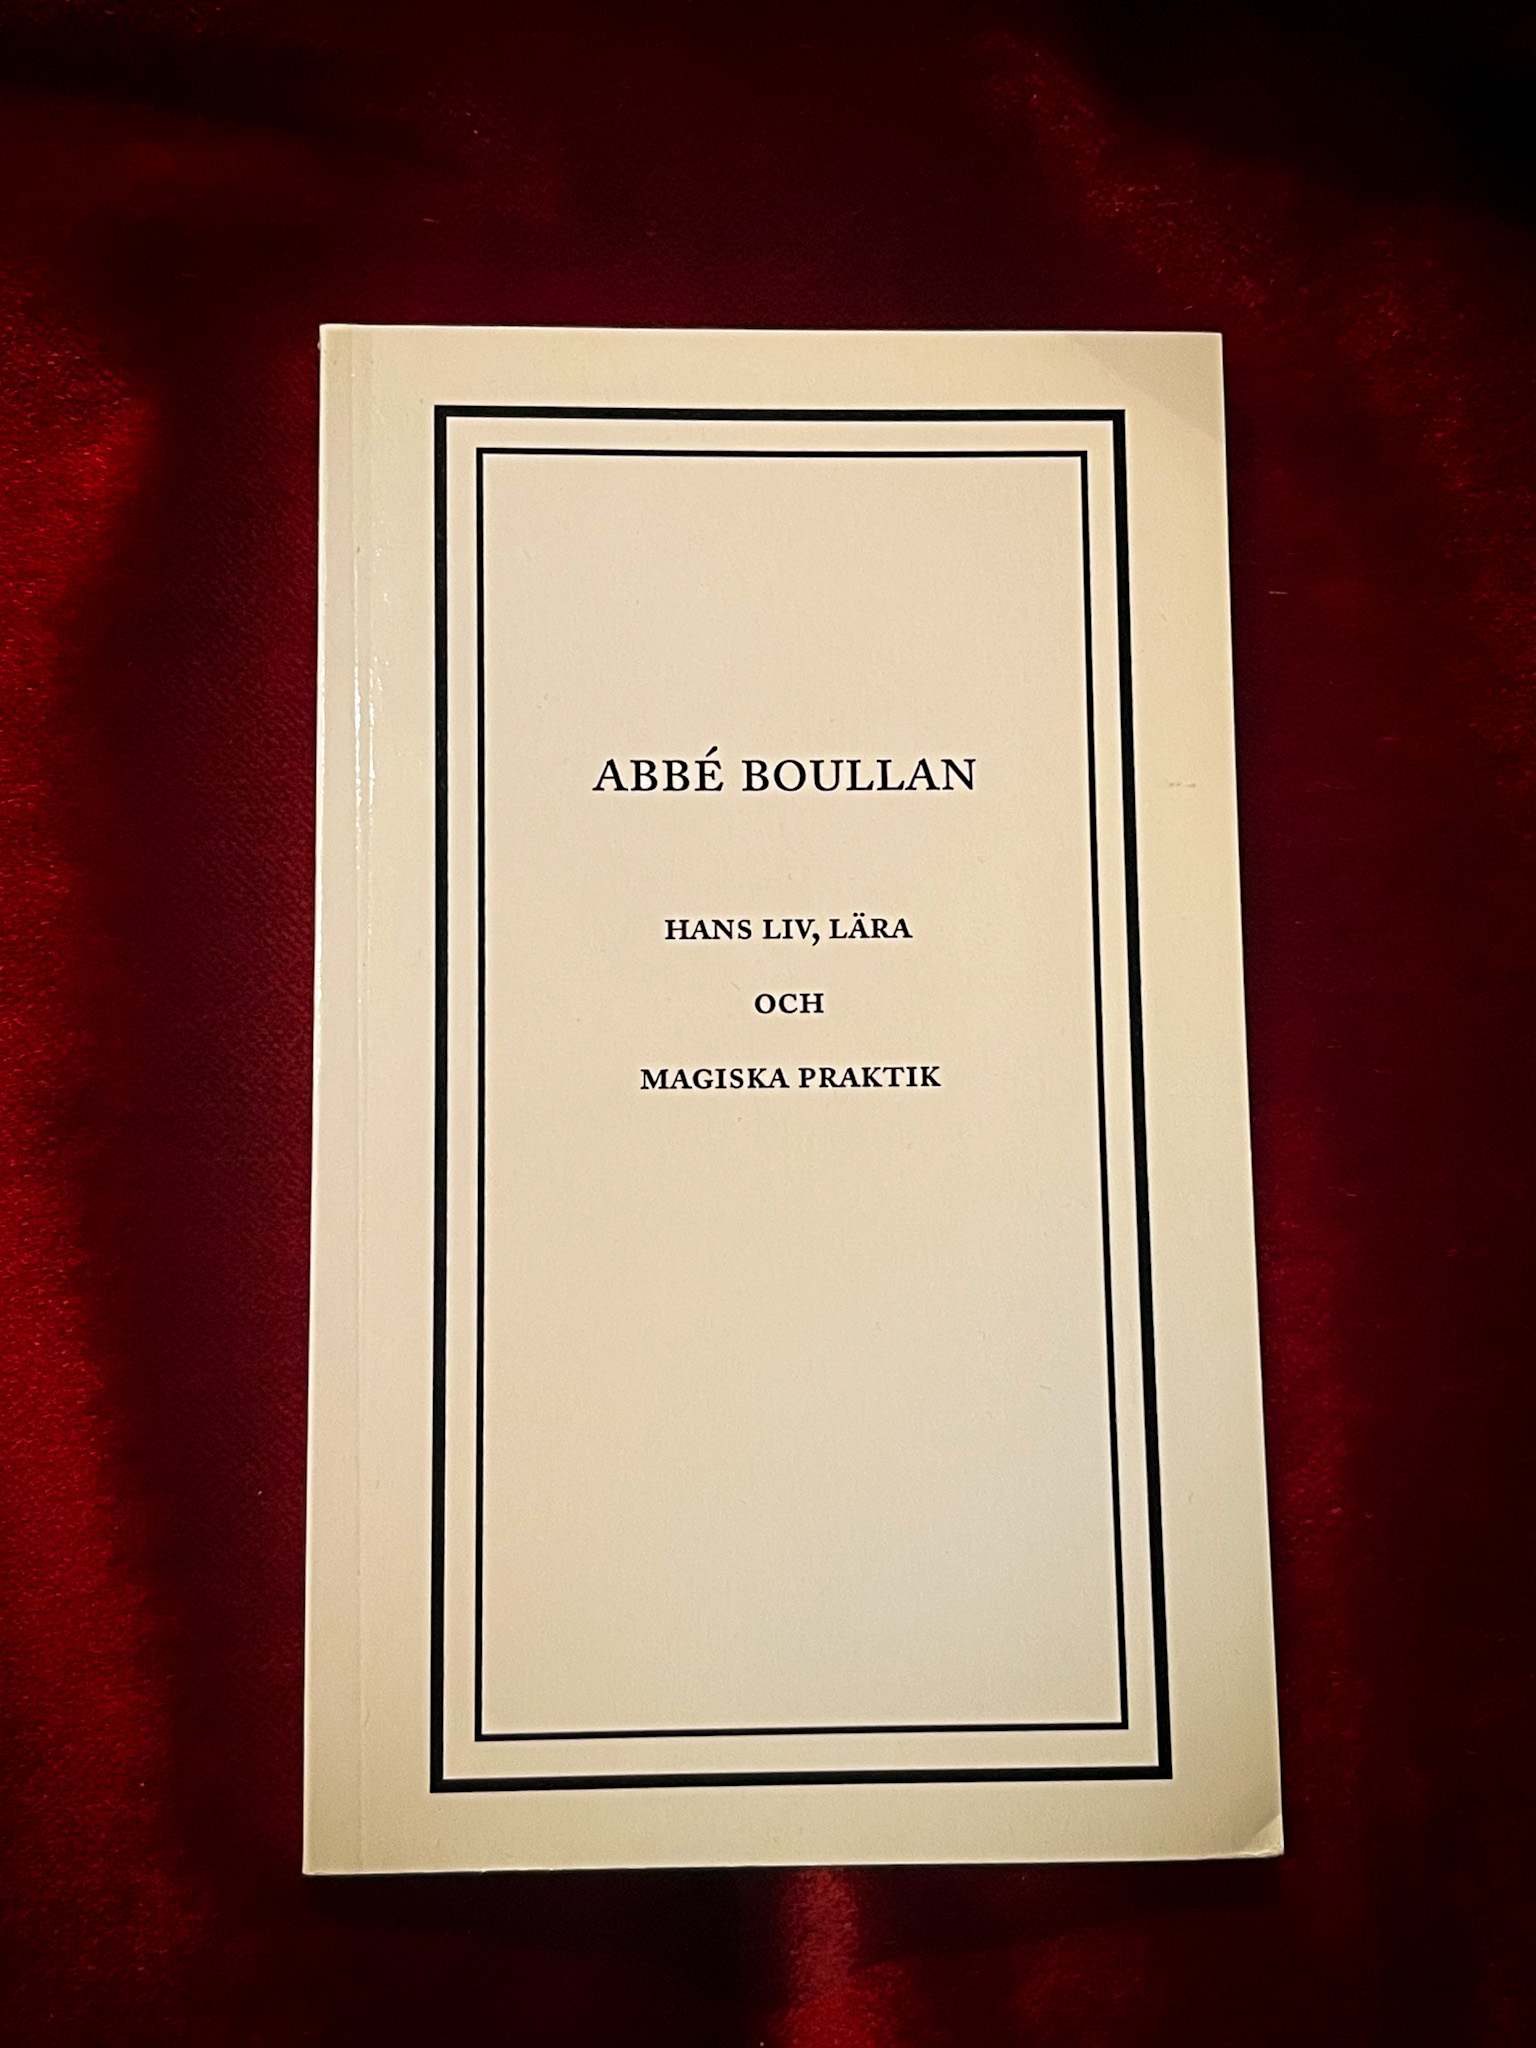 ABBÉ BOULLAN
HANS LIV, LÄRA
OCH
MAGISKA PRAKTIK